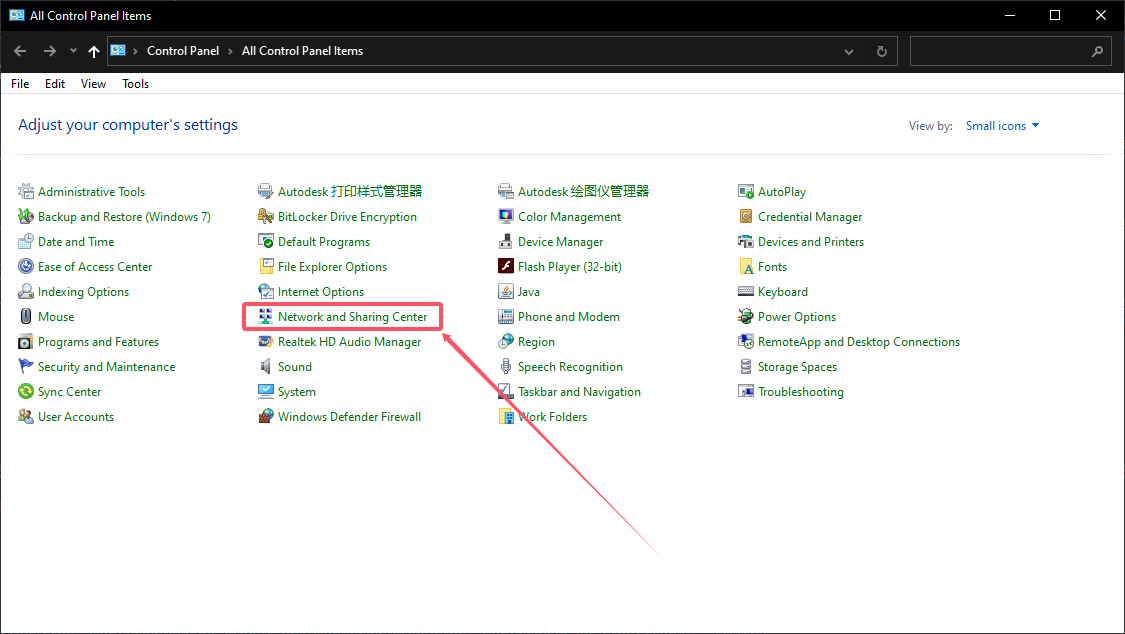 All Control Panel Items
Control Panel > All Control Panel Items
File Edit View Tools
Adjust your computer's settings
View by: Small icons
Administrative Tools
Autodesk 打印样式管理器
Autodesk 绘图仪管理器
AutoPlay
Backup and Restore (Windows 7)
BitLocker Drive Encryption
Color Management
Credential Manager
Date and Time
Default Programs
Device Manager
Devices and Printers
Ease of Access Center
File Explorer Options
Flash Player (32-bit)
Fonts
Indexing Options
Internet Options
Java
Keyboard
Mouse
Network and Sharing Center
Phone and Modem
Power Options
Programs and Features
Realtek HD Audio Manager
Region
RemoteApp and Desktop Connections
Security and Maintenance
Sound
Speech Recognition
Storage Spaces
Sync Center
System
Taskbar and Navigation
Troubleshooting
User Accounts
Windows Defender Firewall
Work Folders